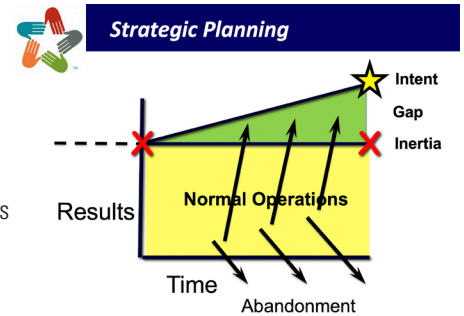 Strategic Planning
Intent
Gap
Inertia
Normal Operations
S
Results
Time
Abandonment